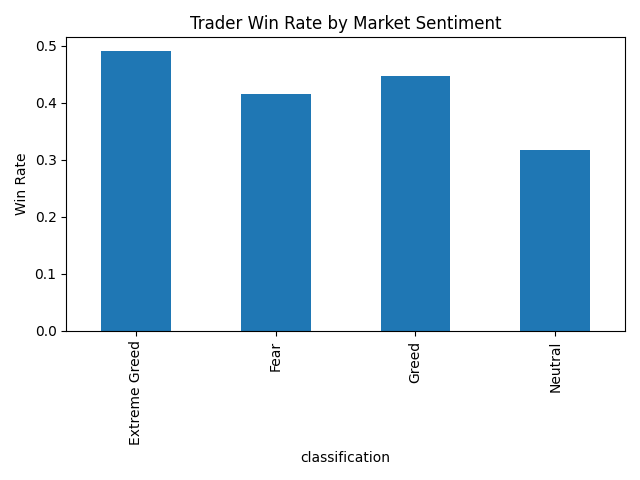 Trader Win Rate by Market Sentiment
Win Rate
0.5
0.4
0.3
0.2
0.1
0.0
Extreme Greed
Fear
Greed
Neutral
classification